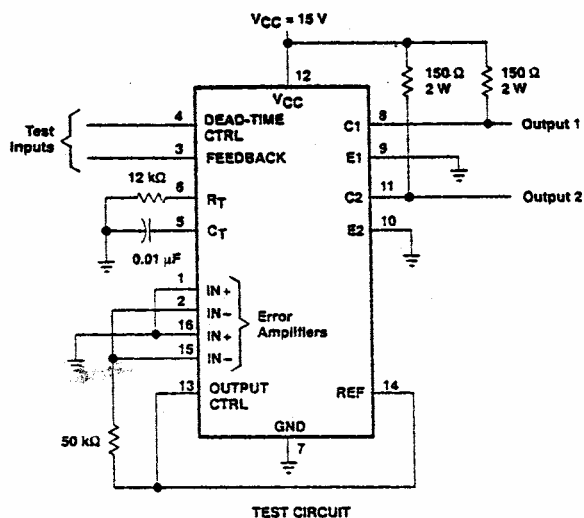 VCC = 15 V
12
VCC
150 Ω
2 W
150 Ω
2 W
Test
Inputs
4
DEAD-TIME
CTRL
3
FEEDBACK
C1
8
Output 1
E1
9
12 kΩ
6
RT
C2
11
Output 2
5
CT
E2
10
0.01 µF
1
IN+
2
IN–
16
IN+
15
IN–
Error
Amplifiers
13
OUTPUT
CTRL
REF
14
50 kΩ
GND
7
TEST CIRCUIT